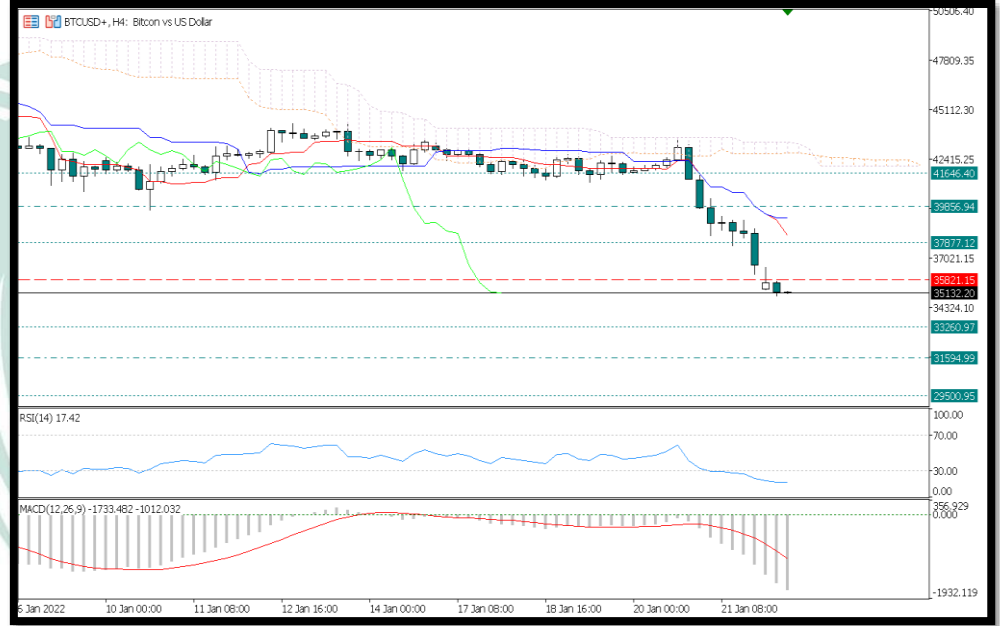 BTCUSD+, H4: Bitcoin vs US Dollar
50506.40
47809.35
45112.30
42415.25
41646.40
39856.94
37877.12
37021.15
35821.15
35132.20
34324.10
33260.97
31594.99
29500.95
RSI(14) 17.42
100.00
70.00
30.00
0.00
MACD(12,26,9) -1733.482 -1012.032
356.929
0.000
-1932.119
6 Jan 2022
10 Jan 00:00
11 Jan 08:00
12 Jan 16:00
14 Jan 00:00
17 Jan 08:00
18 Jan 16:00
20 Jan 00:00
21 Jan 08:00